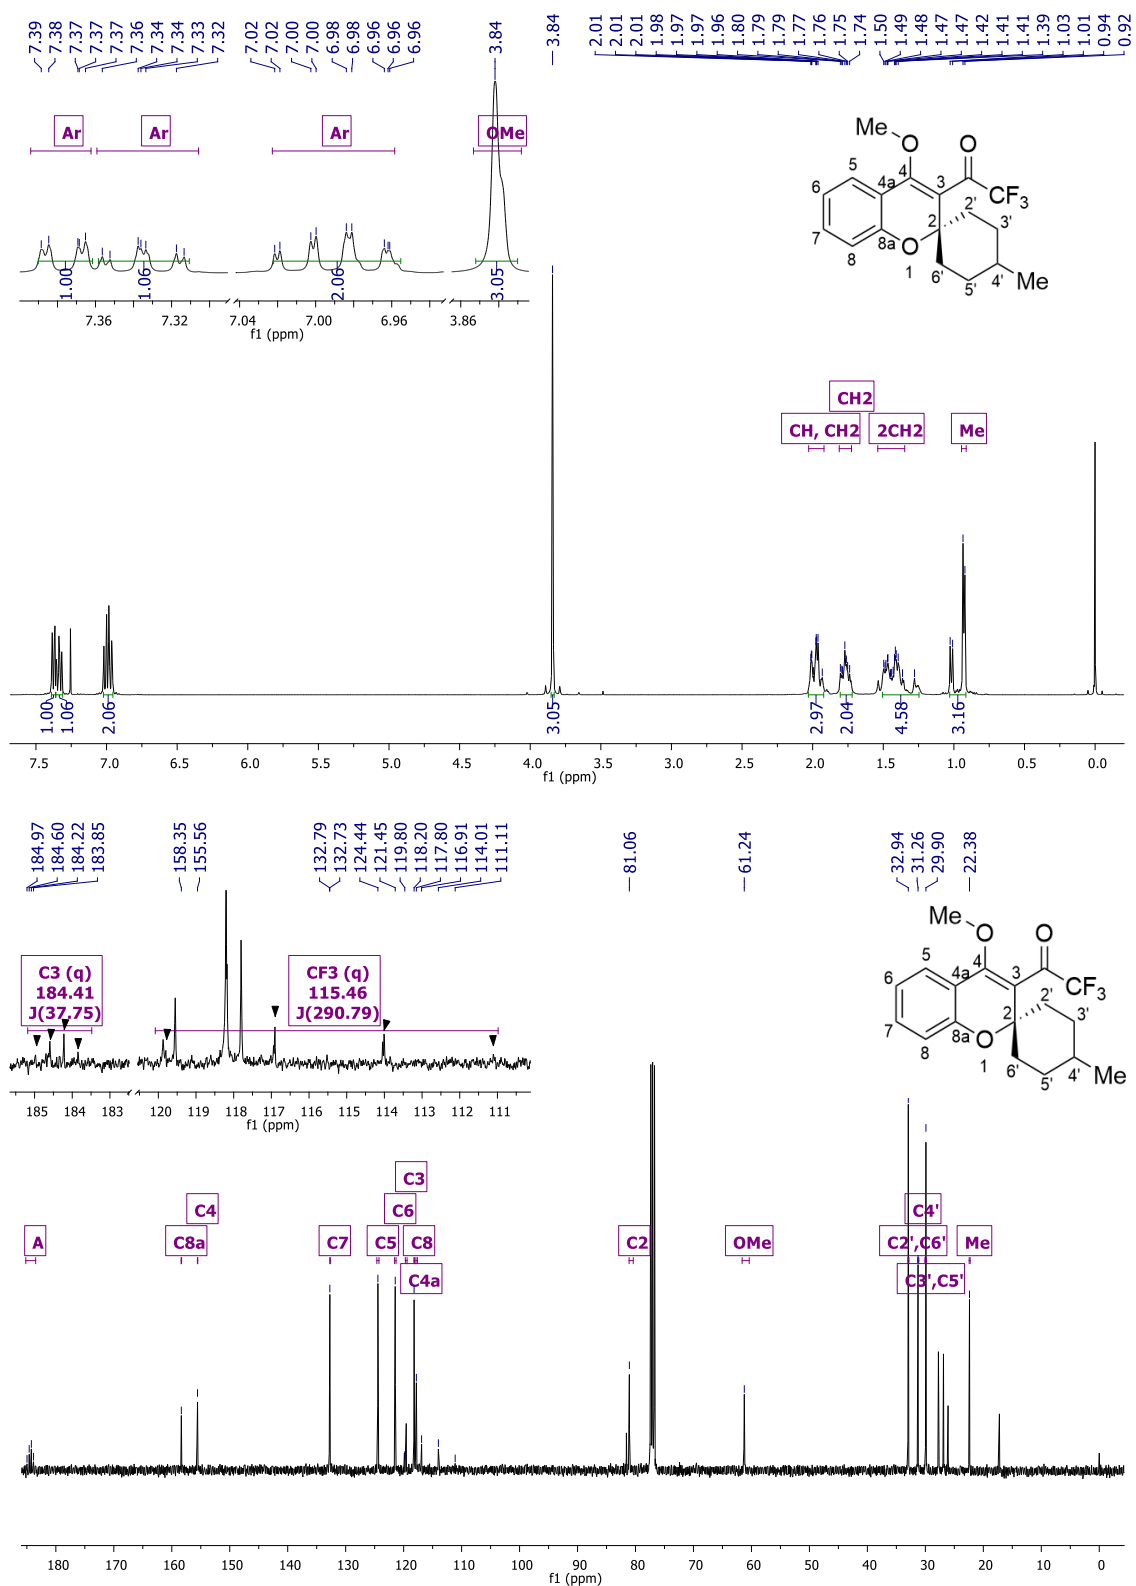 7.39 7.38 7.37 7.37 7.37 7.36 7.34 7.34 7.33 7.32 7.02 7.02 7.00 7.00 6.98 6.98 6.96 6.96 6.96 3.84 3.84 2.01 2.01 2.01 1.98 1.97 1.97 1.96 1.80 1.79 1.79 1.77 1.76 1.75 1.74 1.50 1.49 1.48 1.47 1.47 1.42 1.41 1.41 1.39 1.03 1.01 0.94 0.92
Ar Ar Ar OMe
Me O O
5 4 3 CF3
6 4a 2' 3'
7 2
8 8a O 1 6' 5' 4' Me
1.00 1.06 2.06 3.05
7.36 7.32 7.04 7.00 6.96 3.86
f1 (ppm)
CH2
CH, CH2 2CH2 Me
1.00 1.06 2.06 3.05 2.97 2.04 4.58 3.16
7.5 7.0 6.5 6.0 5.5 5.0 4.5 4.0 3.5 3.0 2.5 2.0 1.5 1.0 0.5 0.0
f1 (ppm)
184.97 184.60 184.22 183.85 158.35 155.56 132.79 132.73 124.44 121.45 119.80 118.20 117.80 116.91 114.01 111.11 81.06 61.24 32.94 31.26 29.90 22.38
Me O O
5 4 3 CF3
6 4a 2' 3'
7 2
8 8a O 1 6' 5' 4' Me
C3 (q)
184.41
J(37.75)
CF3 (q)
115.46
J(290.79)
185 184 183 120 119 118 117 116 115 114 113 112 111
f1 (ppm)
C3
C4 C6 C4'
A C8a C7 C5 C8 C2 OMe C2',C6' Me
C4a C3',C5'
180 170 160 150 140 130 120 110 100 90 80 70 60 50 40 30 20 10 0
f1 (ppm)